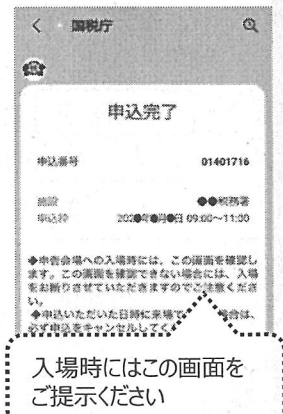 国税庁
申込完了
申込番号 01401716
施設 ●●税務署
申込枠 202●年●月●日 09:00~11:00
◆申告会場への入場時には、この画面を確認し
ます。この画面を確認できない場合には、入場
をお断りさせていただきますのでご注意くださ
い。
◆申込いただいた日時に来場で 場合は、
必ず申込をキャンセルしてく
入場時にはこの画面を
ご提示ください